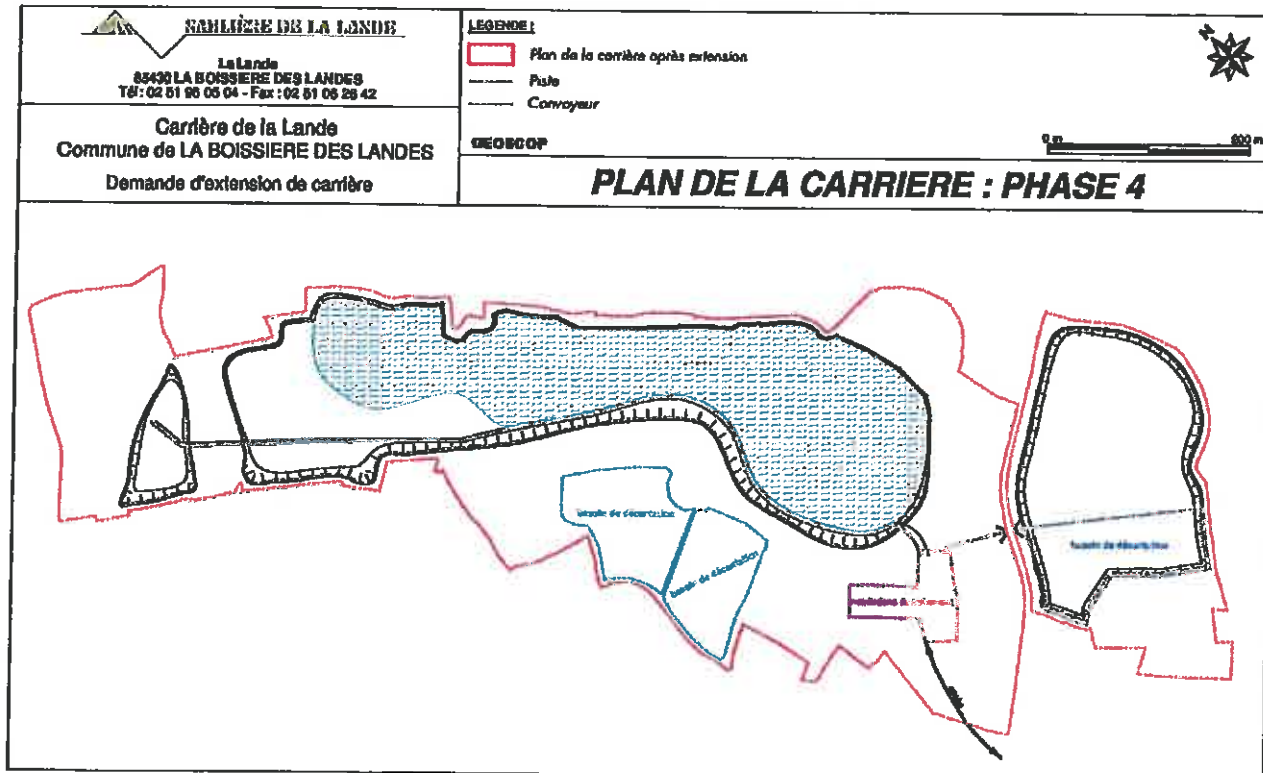 SABLIÈRE DE LA LANDE
La Lande
85430 LA BOISSIERE DES LANDES
Tél : 02 51 96 05 04 - Fax : 02 51 06 26 42
Carrière de la Lande
Commune de LA BOISSIERE DES LANDES
Demande d'extension de carrière
LEGENDE :
Plan de la carrière après extension
Piste
Convoyeur
GEOSCOP
N
0 m
600 m
PLAN DE LA CARRIERE : PHASE 4
bassin de décantation
bassin de décantation
bassin de décantation